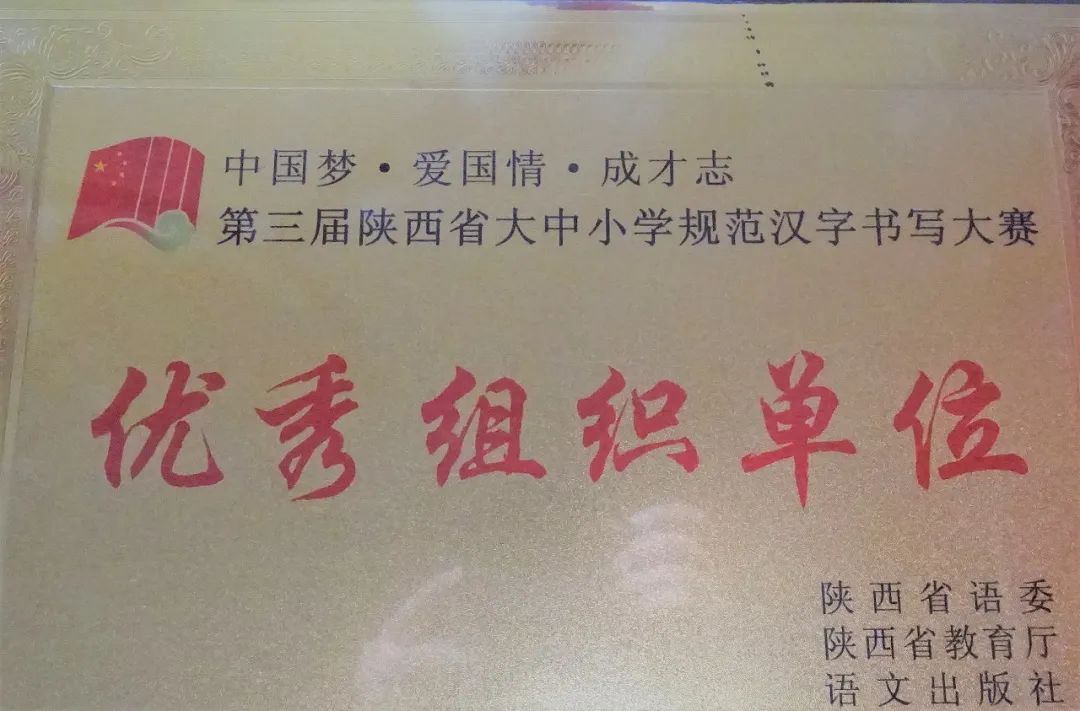 中国梦·爱国情·成才志
第三届陕西省大中小学规范汉字书写大赛
优秀组织单位
陕西省语委
陕西省教育厅
语文出版社